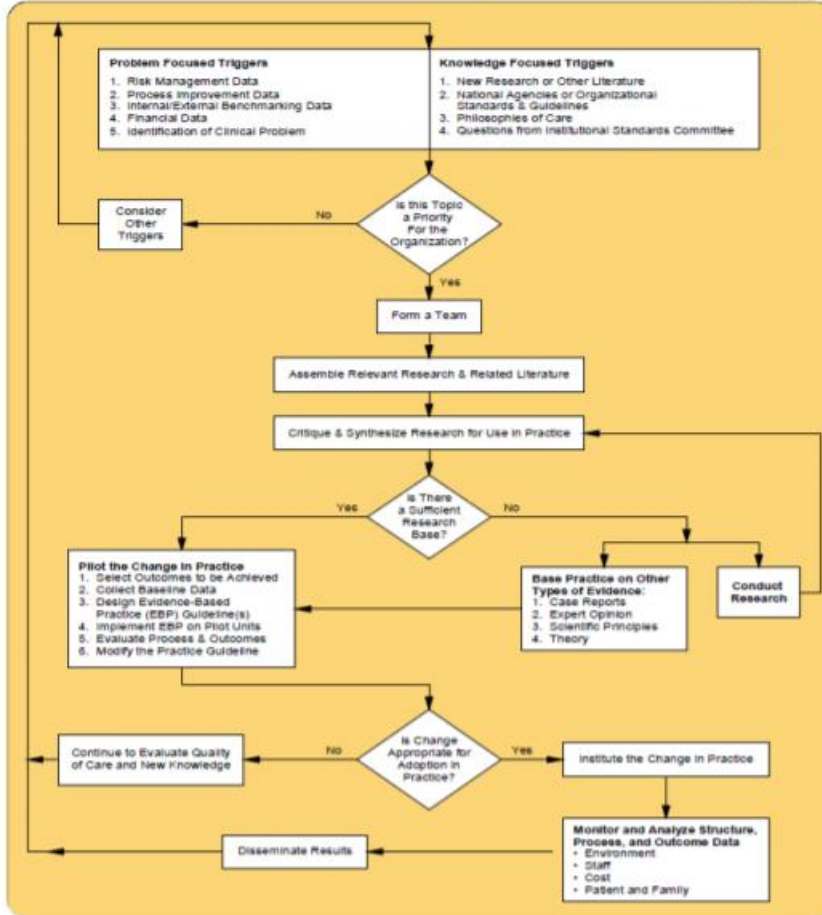 Problem Focused Triggers
1. Risk Management Data
2. Process Improvement Data
3. Internal/External Benchmarking Data
4. Financial Data
5. Identification of Clinical Problem
Knowledge Focused Triggers
1. New Research or Other Literature
2. National Agencies or Organizational
Standards & Guidelines
3. Philosophies of Care
4. Questions from Institutional Standards Committee
Consider
Other
Triggers
No
Is this Topic
a Priority
For the
Organization?
Yes
Form a Team
Assemble Relevant Research & Related Literature
Critique & Synthesize Research for Use in Practice
Yes
Is There
a Sufficient
Research
Base?
No
Pilot the Change in Practice
1. Select Outcomes to be Achieved
2. Collect Baseline Data
3. Design Evidence-Based
Practice (EBP) Guideline(s)
4. Implement EBP on Pilot Units
5. Evaluate Process & Outcomes
6. Modify the Practice Guideline
Base Practice on Other
Types of Evidence:
1. Case Reports
2. Expert Opinion
3. Scientific Principles
4. Theory
Conduct
Research
Continue to Evaluate Quality
of Care and New Knowledge
No
Is Change
Appropriate for
Adoption in
Practice?
Yes
Institute the Change in Practice
Disseminate Results
Monitor and Analyze Structure,
Process, and Outcome Data
• Environment
• Staff
• Cost
• Patient and Family